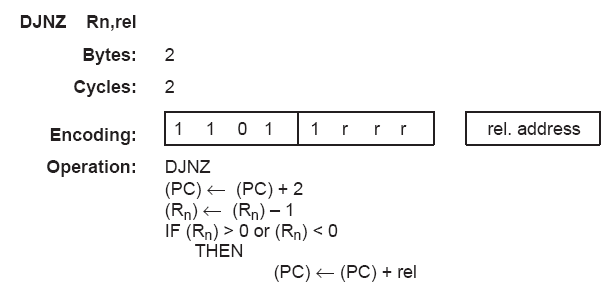 DJNZ Rn,rel
Bytes: 2
Cycles: 2
Encoding: 1 1 0 1 1 r r r rel. address
Operation: DJNZ
(PC) ← (PC) + 2
(Rn) ← (Rn) – 1
IF (Rn) > 0 or (Rn) < 0
THEN
(PC) ← (PC) + rel